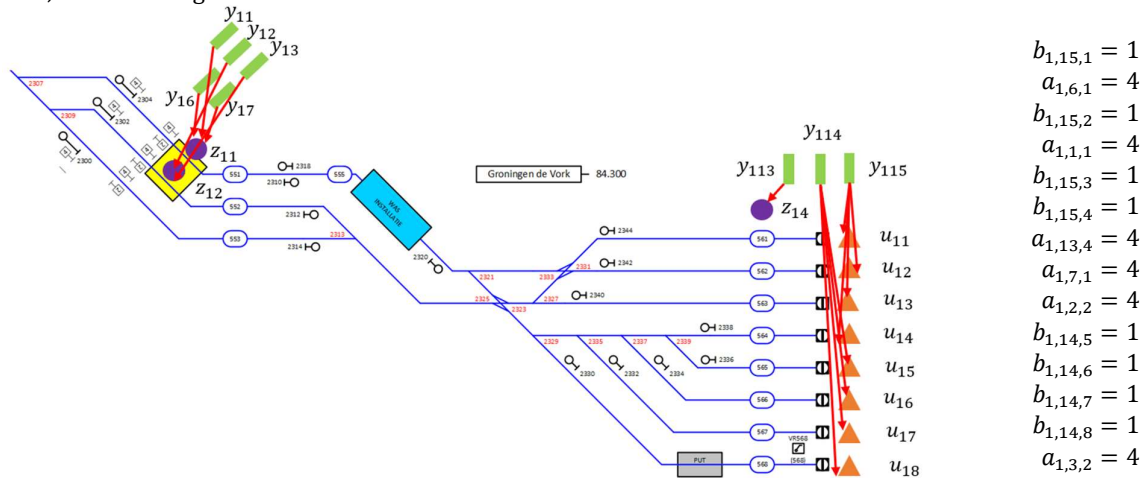 y₁₁
y₁₂
y₁₃
y₁₆
y₁₇
z₁₁
z₁₂
2307
2304
2309
2302
2300
551
2318
2310
555
WAS
INSTALLATIE
Groningen de Vork
84.300
552
2312
553
2314
2313
2320
2321
2325
2323
2333
2331
2327
2344
2342
2340
2338
2336
2329
2335
2337
2339
2330
2332
2334
561
562
563
564
565
566
567
568
VR568
(568)
PUT
y₁₁₃
y₁₁₄
y₁₁₅
z₁₄
u₁₁
u₁₂
u₁₃
u₁₄
u₁₅
u₁₆
u₁₇
u₁₈
b₁,₁₅,₁ = 1
a₁,₆,₁ = 4
b₁,₁₅,₂ = 1
a₁,₁,₁ = 4
b₁,₁₅,₃ = 1
b₁,₁₅,₄ = 1
a₁,₁₃,₄ = 4
a₁,₇,₁ = 4
a₁,₂,₂ = 4
b₁,₁₄,₅ = 1
b₁,₁₄,₆ = 1
b₁,₁₄,₇ = 1
b₁,₁₄,₈ = 1
a₁,₃,₂ = 4